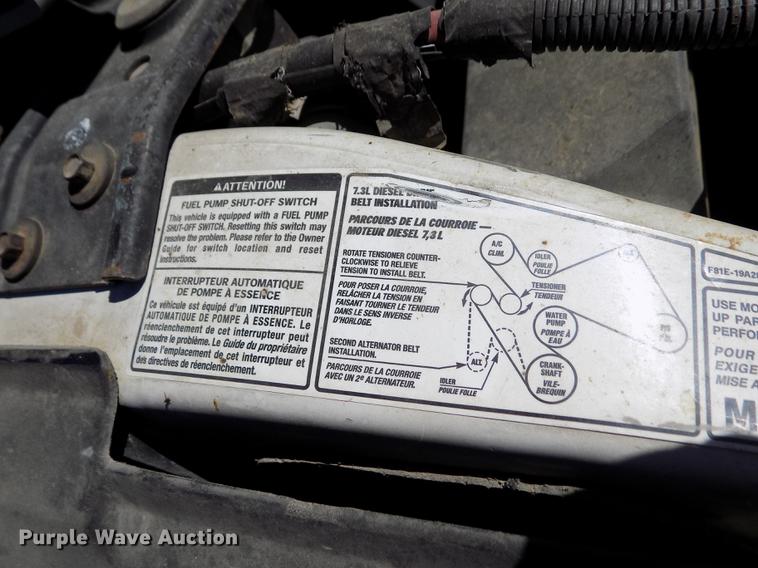 ⚠ATTENTION!
FUEL PUMP SHUT-OFF SWITCH
This vehicle is equipped with a FUEL PUMP
SHUT-OFF SWITCH. Resetting this switch may
resolve the problem. Please refer to the Owner
Guide for switch location and reset
instructions.
INTERRUPTEUR AUTOMATIQUE
DE POMPE À ESSENCE
Ce véhicule est équipé d'un INTERRUPTEUR
AUTOMATIQUE DE POMPE À ESSENCE. Le
réenclenchement de cet interrupteur peut
résoudre le problème. Le Guide du propriétaire
donne l'emplacement de cet interrupteur et
des directives de réenclenchement.
7.3L DIESEL
BELT INSTALLATION
PARCOURS DE LA COURROIE —
MOTEUR DIESEL 7,3 L
ROTATE TENSIONER COUNTER-
CLOCKWISE TO RELIEVE
TENSION TO INSTALL BELT.
POUR POSER LA COURROIE,
RELÂCHER LA TENSION EN
FAISANT TOURNER LE TENDEUR
DANS LE SENS INVERSE
D'HORLOGE.
SECOND ALTERNATOR BELT
INSTALLATION.
PARCOURS DE LA COURROIE
AVEC UN 2e ALTERNATEUR.
A/C
CLIM.
IDLER
POULIE
FOLLE
ALT.
TENSIONER
TENDEUR
WATER
PUMP
POMPE À
EAU
CRANK-
SHAFT
VILE-
BREQUIN
ALT.
IDLER
POULIE FOLLE
F81E-19A2
USE MO
UP PAR
PERFO
POUR
EXIGE
MISE A
M
Purple Wave Auction